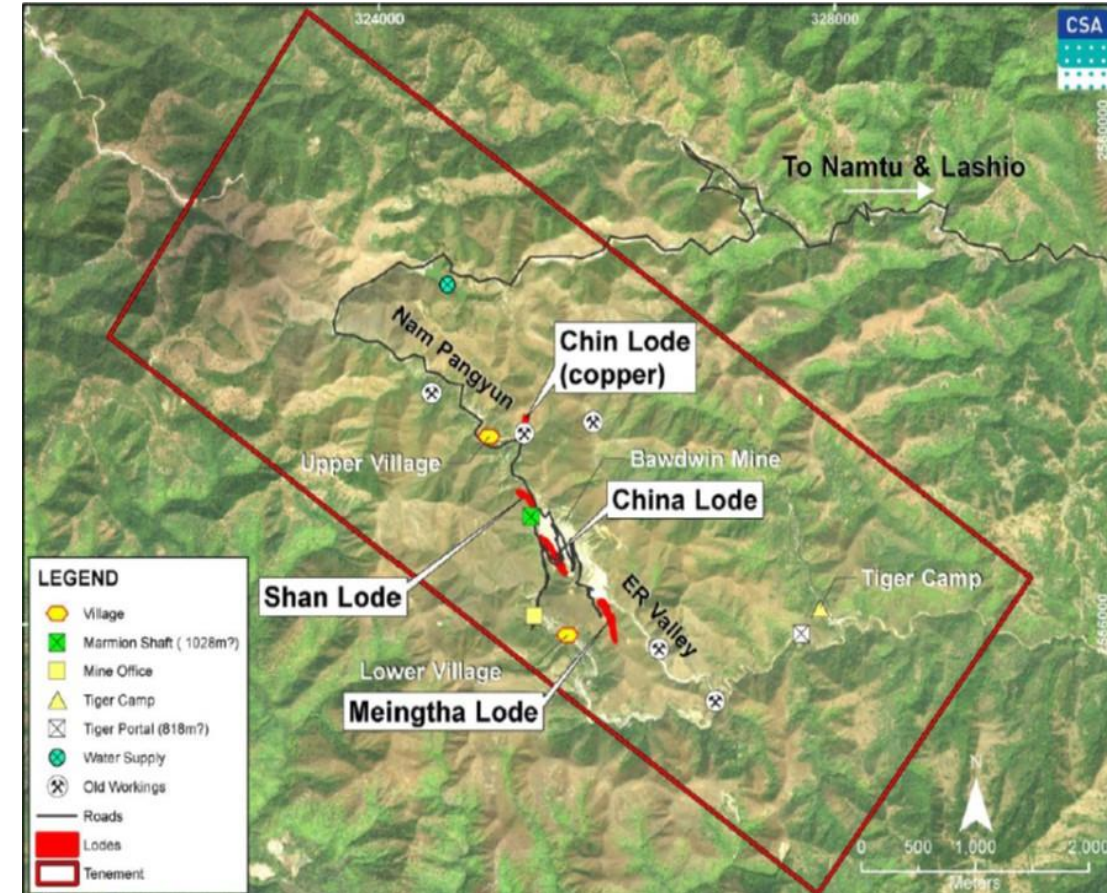 324000
328000
CSA
2560000
To Namtu & Lashio
Nam Pangyun
Chin Lode
(copper)
Upper Village
Bawdwin Mine
China Lode
Shan Lode
ER Valley
Tiger Camp
Lower Village
Meingtha Lode
LEGEND
Village
Marmion Shaft ( 1028m?)
Mine Office
Tiger Camp
Tiger Portal (818m?)
Water Supply
Old Workings
Roads
Lodes
Tenement
N
0 500 1,000 2,000
Meters